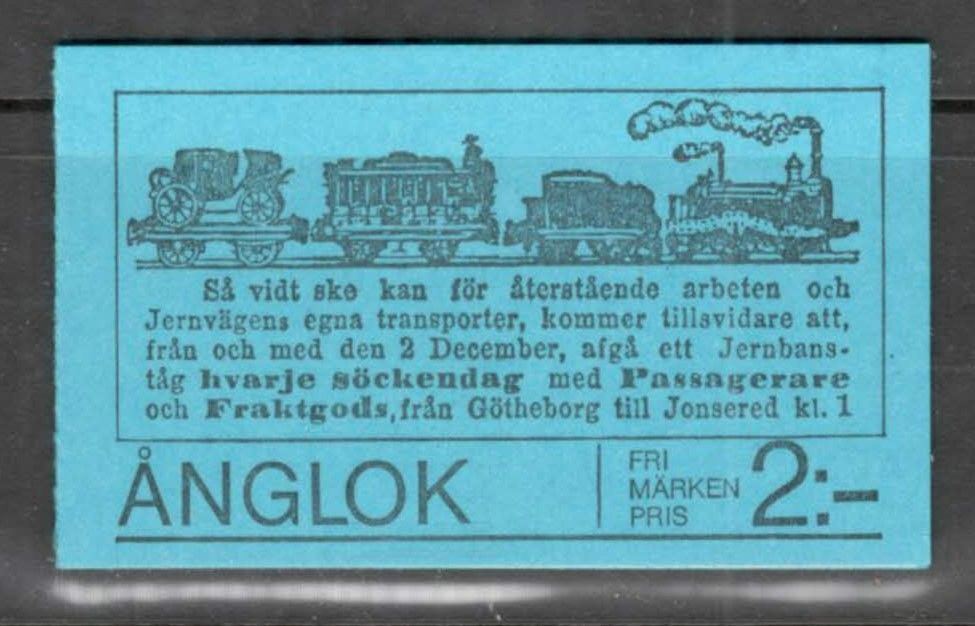 Så vidt ske kan för återstående arbeten och
Jernvägens egna transporter, kommer tillsvidare att,
från och med den 2 December, afgå ett Jernbans-
tåg hvarje söckendag med Passagerare
och Fraktgods, från Götheborg till Jonsered kl. 1
ÅNGLOK
FRI
MÄRKEN
PRIS
2:-